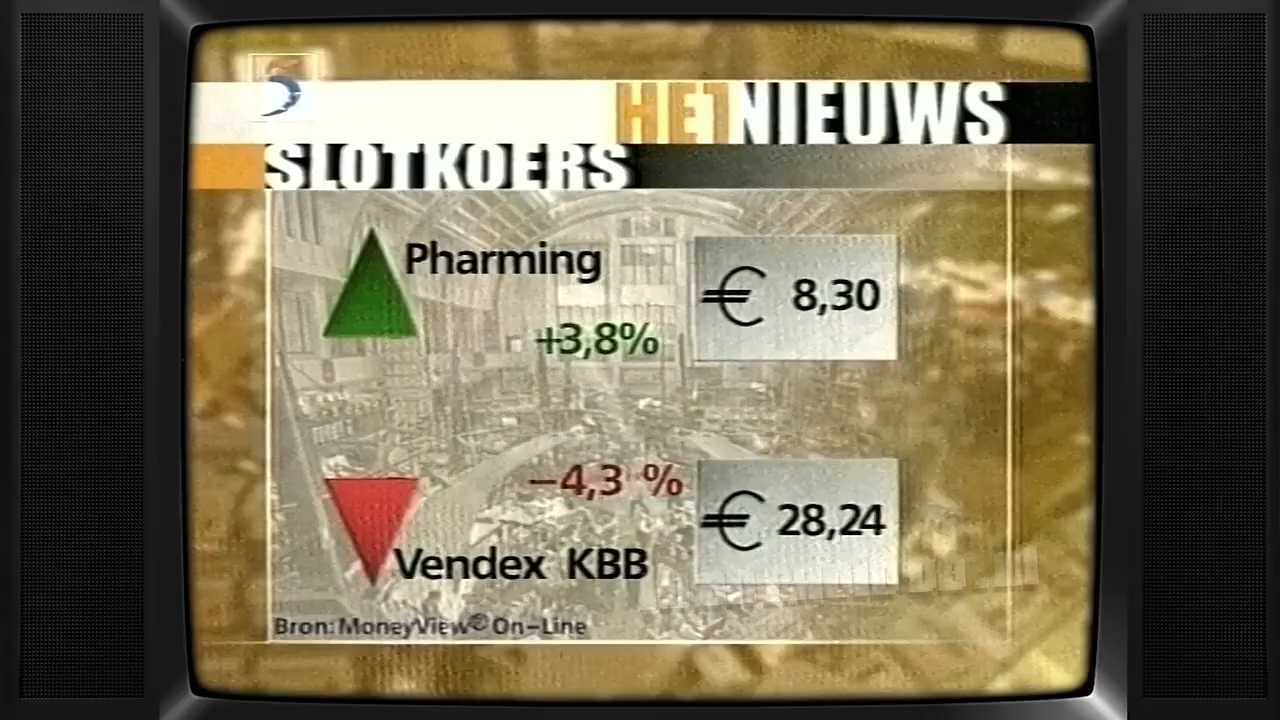 HET NIEUWS
SLOTKOERS
Pharming
€ 8,30
+3,8%
−4,3 %
€ 28,24
Vendex KBB
Bron: MoneyView© On−Line